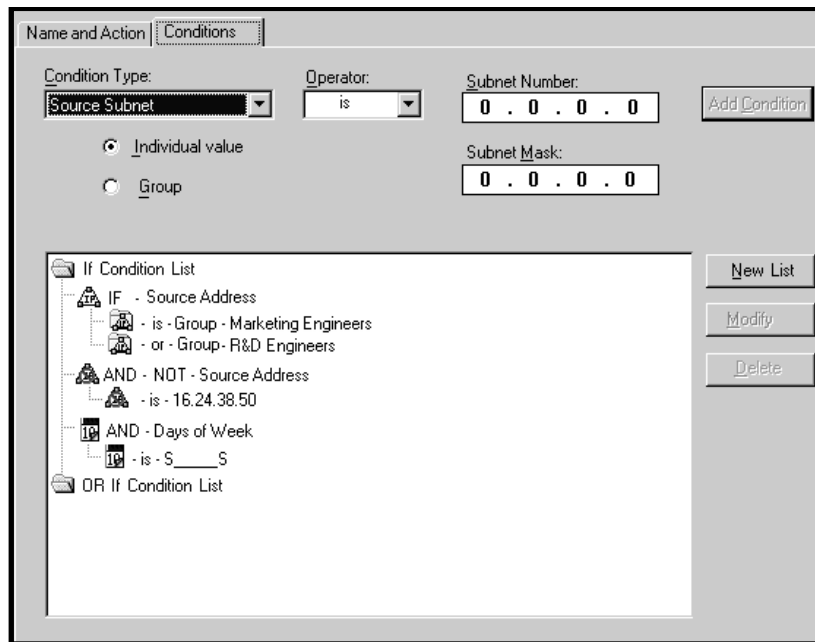 Name and Action Conditions
Condition Type: Operator: Subnet Number:
Source Subnet is 0 . 0 . 0 . 0 Add Condition
Individual value
Subnet Mask:
Group 0 . 0 . 0 . 0
If Condition List New List
IF - Source Address
- is - Group - Marketing Engineers Modify
- or - Group- R&D Engineers
AND - NOT - Source Address Delete
- is - 16.24.38.50
AND - Days of Week
- is - S_____S
OR If Condition List